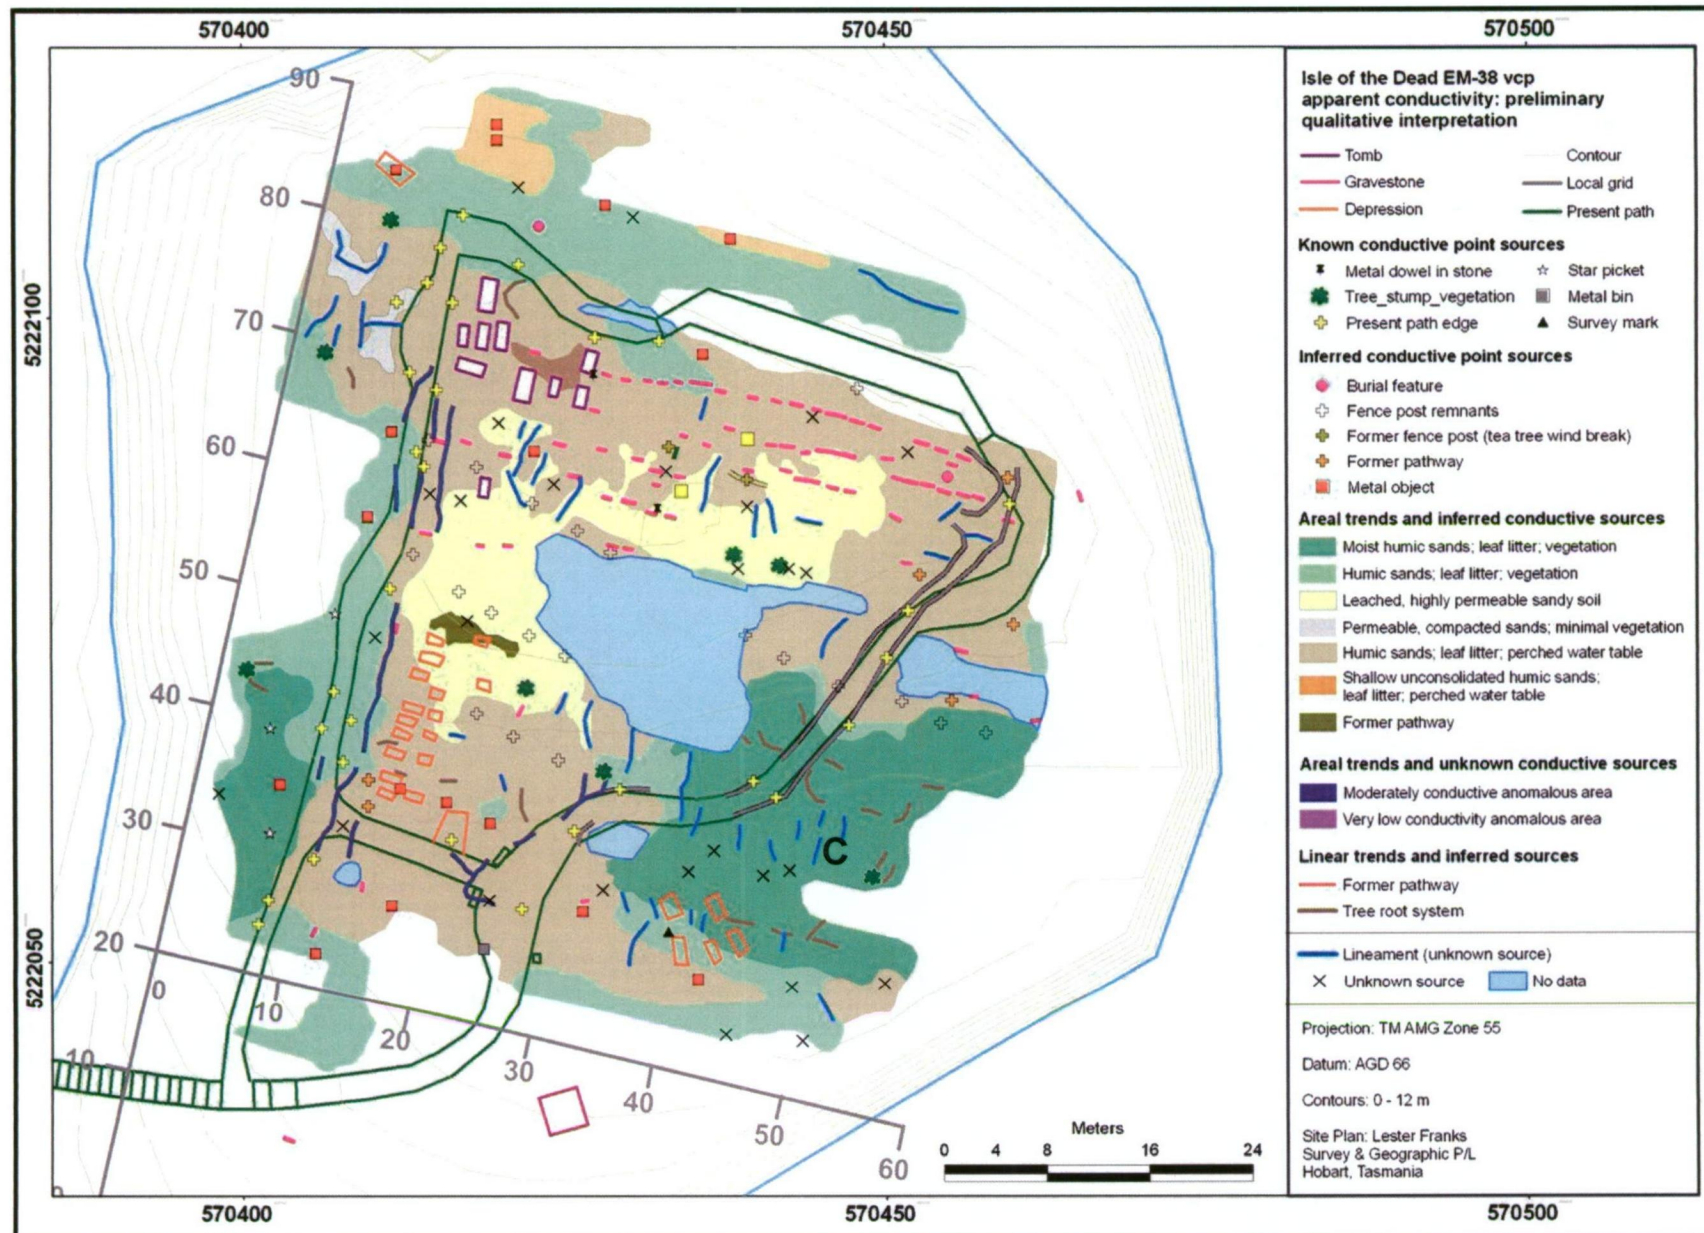 570400
570450
570500
5222100
5222050
90
80
70
60
50
40
30
20
10
0
10
20
30
40
50
60
C
Meters
0 4 8 16 24
570400
570450
570500
Isle of the Dead EM-38 vcp
apparent conductivity: preliminary
qualitative interpretation
Tomb
Contour
Gravestone
Local grid
Depression
Present path
Known conductive point sources
Metal dowel in stone
Star picket
Tree_stump_vegetation
Metal bin
Present path edge
Survey mark
Inferred conductive point sources
Burial feature
Fence post remnants
Former fence post (tea tree wind break)
Former pathway
Metal object
Areal trends and inferred conductive sources
Moist humic sands; leaf litter; vegetation
Humic sands; leaf litter; vegetation
Leached, highly permeable sandy soil
Permeable, compacted sands; minimal vegetation
Humic sands; leaf litter; perched water table
Shallow unconsolidated humic sands;
leaf litter; perched water table
Former pathway
Areal trends and unknown conductive sources
Moderately conductive anomalous area
Very low conductivity anomalous area
Linear trends and inferred sources
Former pathway
Tree root system
Lineament (unknown source)
Unknown source
No data
Projection: TM AMG Zone 55
Datum: AGD 66
Contours: 0 - 12 m
Site Plan: Lester Franks
Survey & Geographic P/L
Hobart, Tasmania